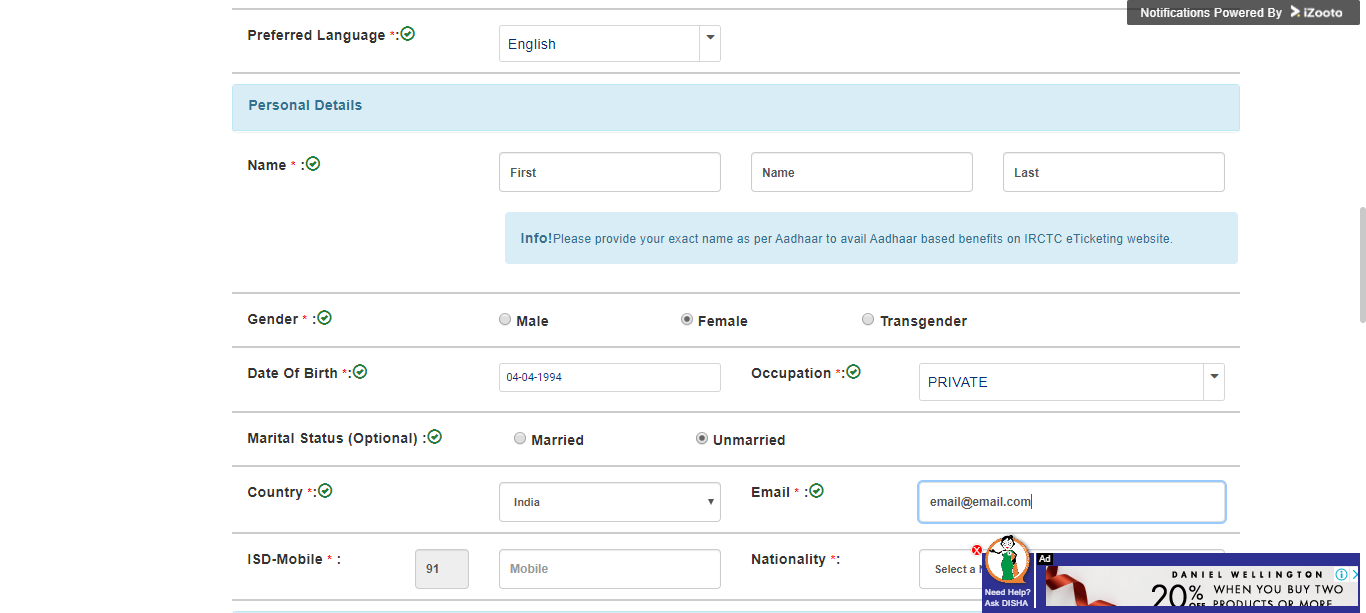 Notifications Powered By iZooto
Preferred Language *:
English
Personal Details
Name * :
First
Name
Last
Info!Please provide your exact name as per Aadhaar to avail Aadhaar based benefits on IRCTC eTicketing website.
Gender * :
Male
Female
Transgender
Date Of Birth *:
04-04-1994
Occupation *:
PRIVATE
Marital Status (Optional) :
Married
Unmarried
Country *:
India
Email * :
email@email.com
ISD-Mobile * :
91
Mobile
Nationality *:
Select a
X
Need Help?
Ask DISHA
Ad
DANIEL WELLINGTON
20% OFF
WHEN YOU BUY TWO
PRODUCTS OR MORE